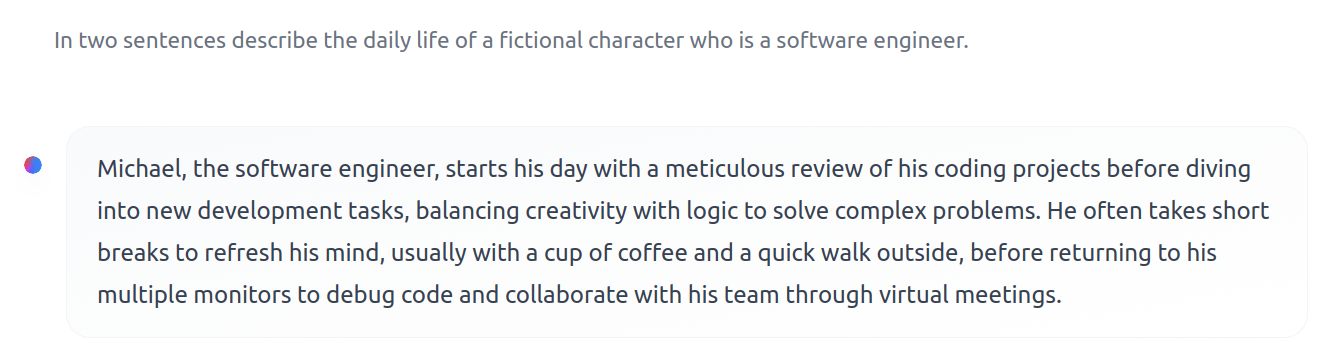 In two sentences describe the daily life of a fictional character who is a software engineer.
Michael, the software engineer, starts his day with a meticulous review of his coding projects before diving
into new development tasks, balancing creativity with logic to solve complex problems. He often takes short
breaks to refresh his mind, usually with a cup of coffee and a quick walk outside, before returning to his
multiple monitors to debug code and collaborate with his team through virtual meetings.